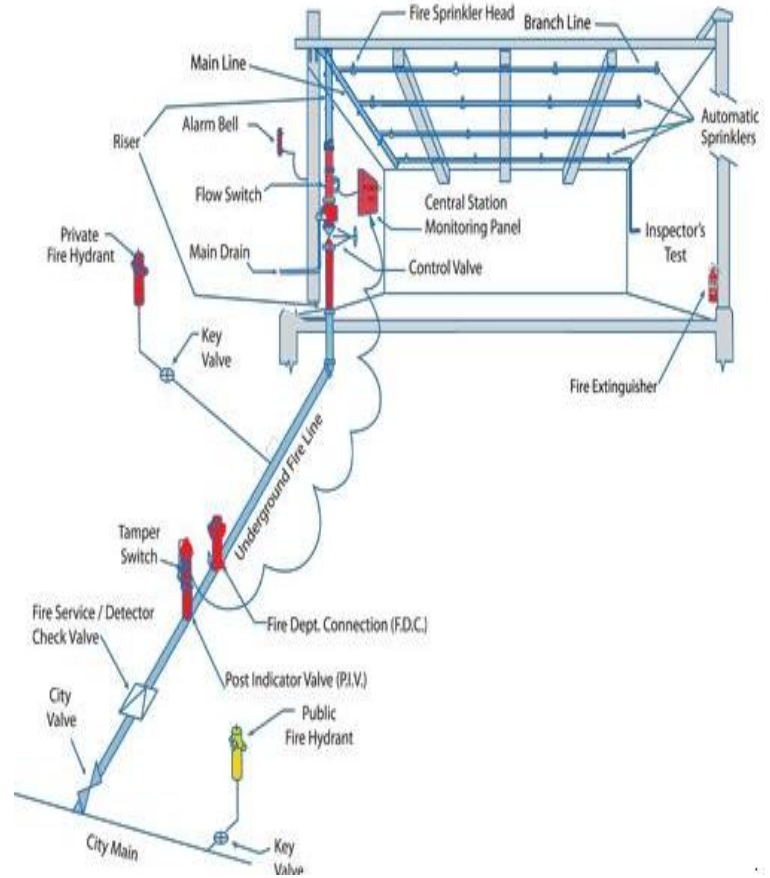 Fire Sprinkler Head
Branch Line
Main Line
Alarm Bell
Riser
Automatic
Sprinklers
Flow Switch
Central Station
Monitoring Panel
Private
Fire Hydrant
Inspector's
Test
Main Drain
Control Valve
Key
Valve
Fire Extinguisher
Underground Fire Line
Tamper
Switch
Fire Service / Detector
Check Valve
Fire Dept. Connection (F.D.C.)
Post Indicator Valve (P.I.V.)
City
Valve
Public
Fire Hydrant
City Main
Key
Valve